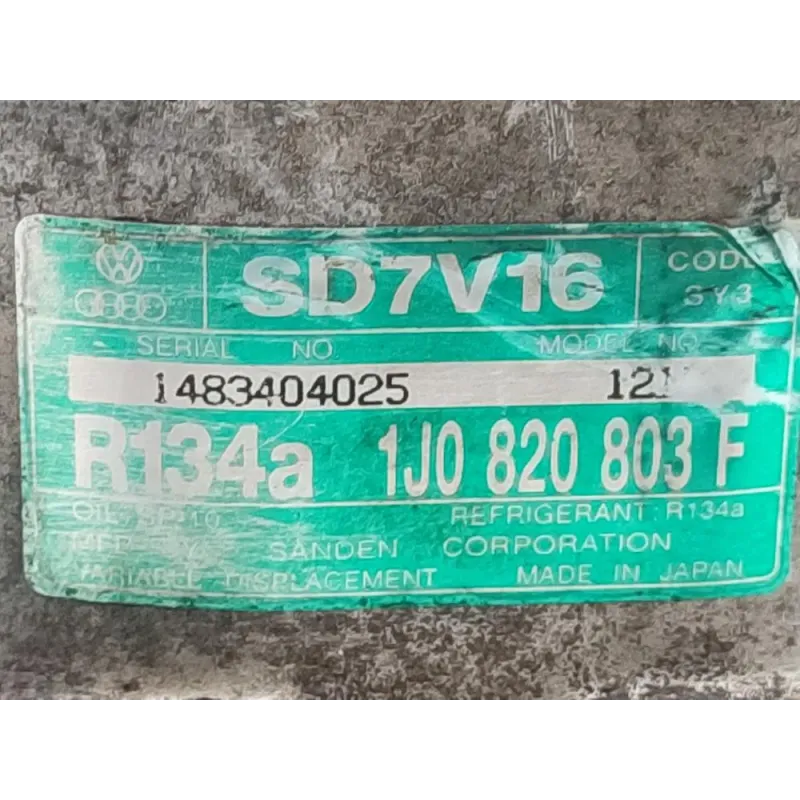 SD7V16 CODE
SERIAL NO. MODEL NO.
1483404025
R134a 1J0 820 803 F
REFRIGERANT: R134a
SANDEN CORPORATION
VARIABLE DISPLACEMENT MADE IN JAPAN